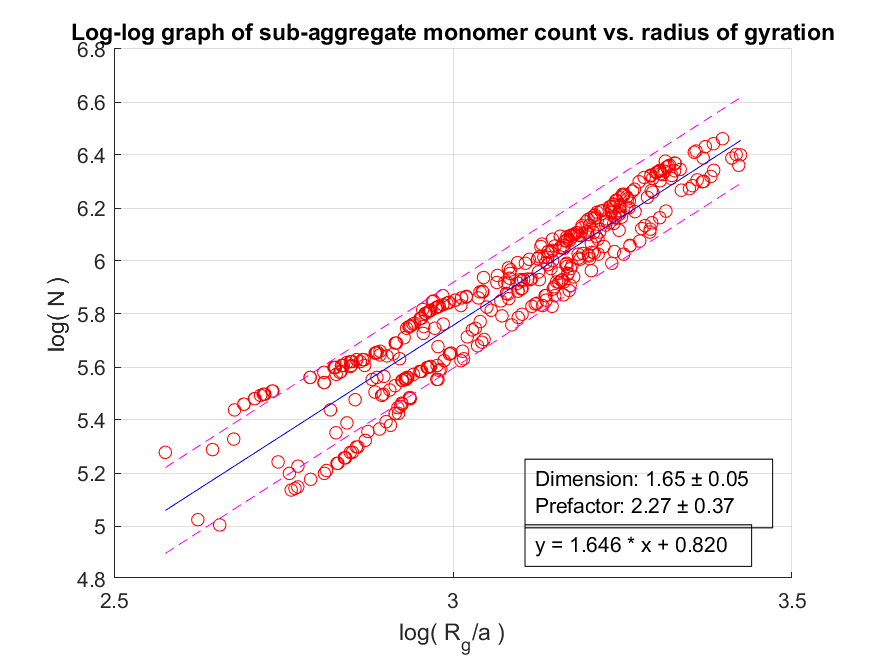 Log-log graph of sub-aggregate monomer count vs. radius of gyration
6.8
6.6
6.4
6.2
6
5.8
5.6
5.4
5.2
5
4.8
log( N )
Dimension: 1.65 ± 0.05
Prefactor: 2.27 ± 0.37
y = 1.646 * x + 0.820
2.5 3 3.5
log( R_g/a )